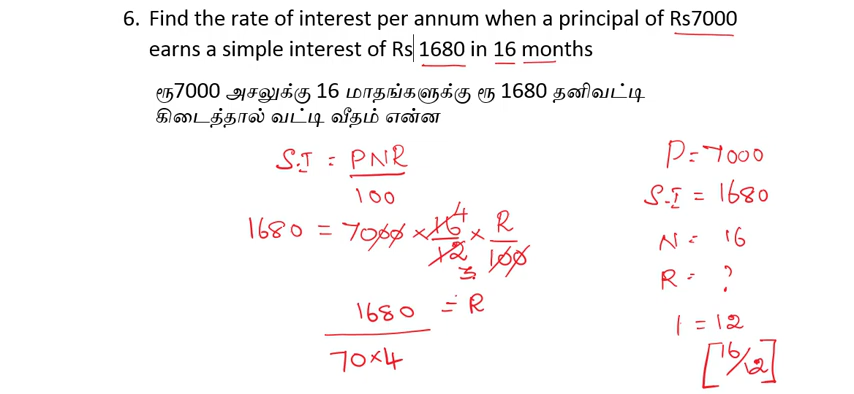 6. Find the rate of interest per annum when a principal of Rs7000
earns a simple interest of Rs 1680 in 16 months
ரூ7000 அசலுக்கு 16 மாதங்களுக்கு ரூ 1680 தனிவட்டி
கிடைத்தால் வட்டி வீதம் என்ன
S.I = PNR
100
1680 = 7000 × 16 4 × R
12 3 100
1680 = R
70×4
P = 7000
S.I = 1680
N = 16
R = ?
1 = 12
[16/12]